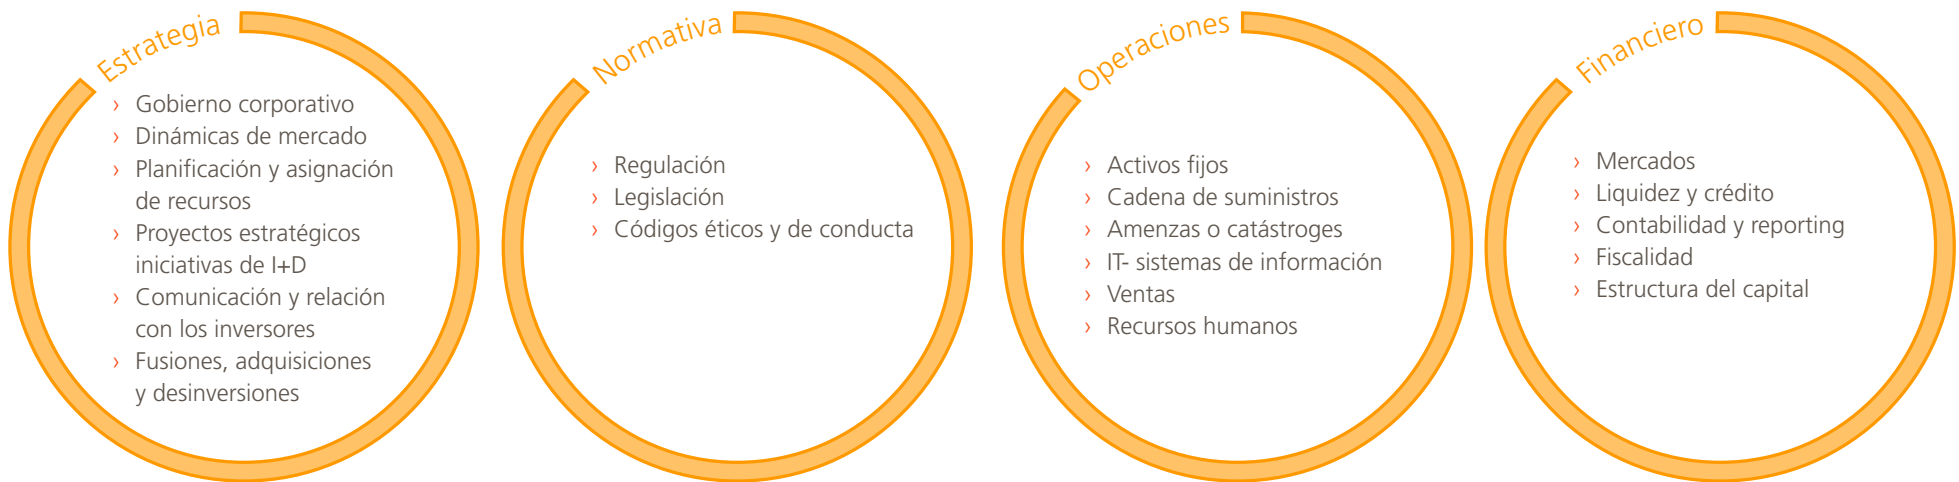 Estrategia
› Gobierno corporativo
› Dinámicas de mercado
› Planificación y asignación
de recursos
› Proyectos estratégicos
iniciativas de I+D
› Comunicación y relación
con los inversores
› Fusiones, adquisiciones
y desinversiones
Normativa
› Regulación
› Legislación
› Códigos éticos y de conducta
Operaciones
› Activos fijos
› Cadena de suministros
› Amenzas o catástroges
› IT- sistemas de información
› Ventas
› Recursos humanos
Financiero
› Mercados
› Liquidez y crédito
› Contabilidad y reporting
› Fiscalidad
› Estructura del capital